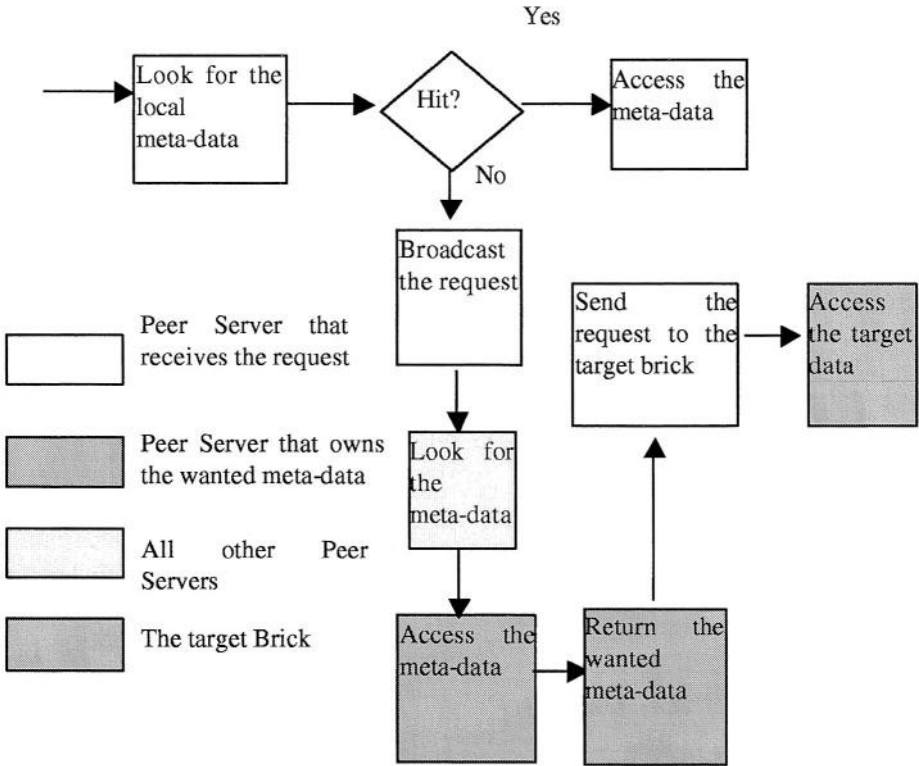 Yes
Look for the
local
meta-data
Hit?
Access the
meta-data
No
Broadcast
the request
Send the
request to the
target brick
Access
the target
data
Peer Server that
receives the request
Peer Server that owns
the wanted meta-data
Look for
the
meta-data
All other Peer
Servers
The target Brick
Access the
meta-data
Return the
wanted
meta-data